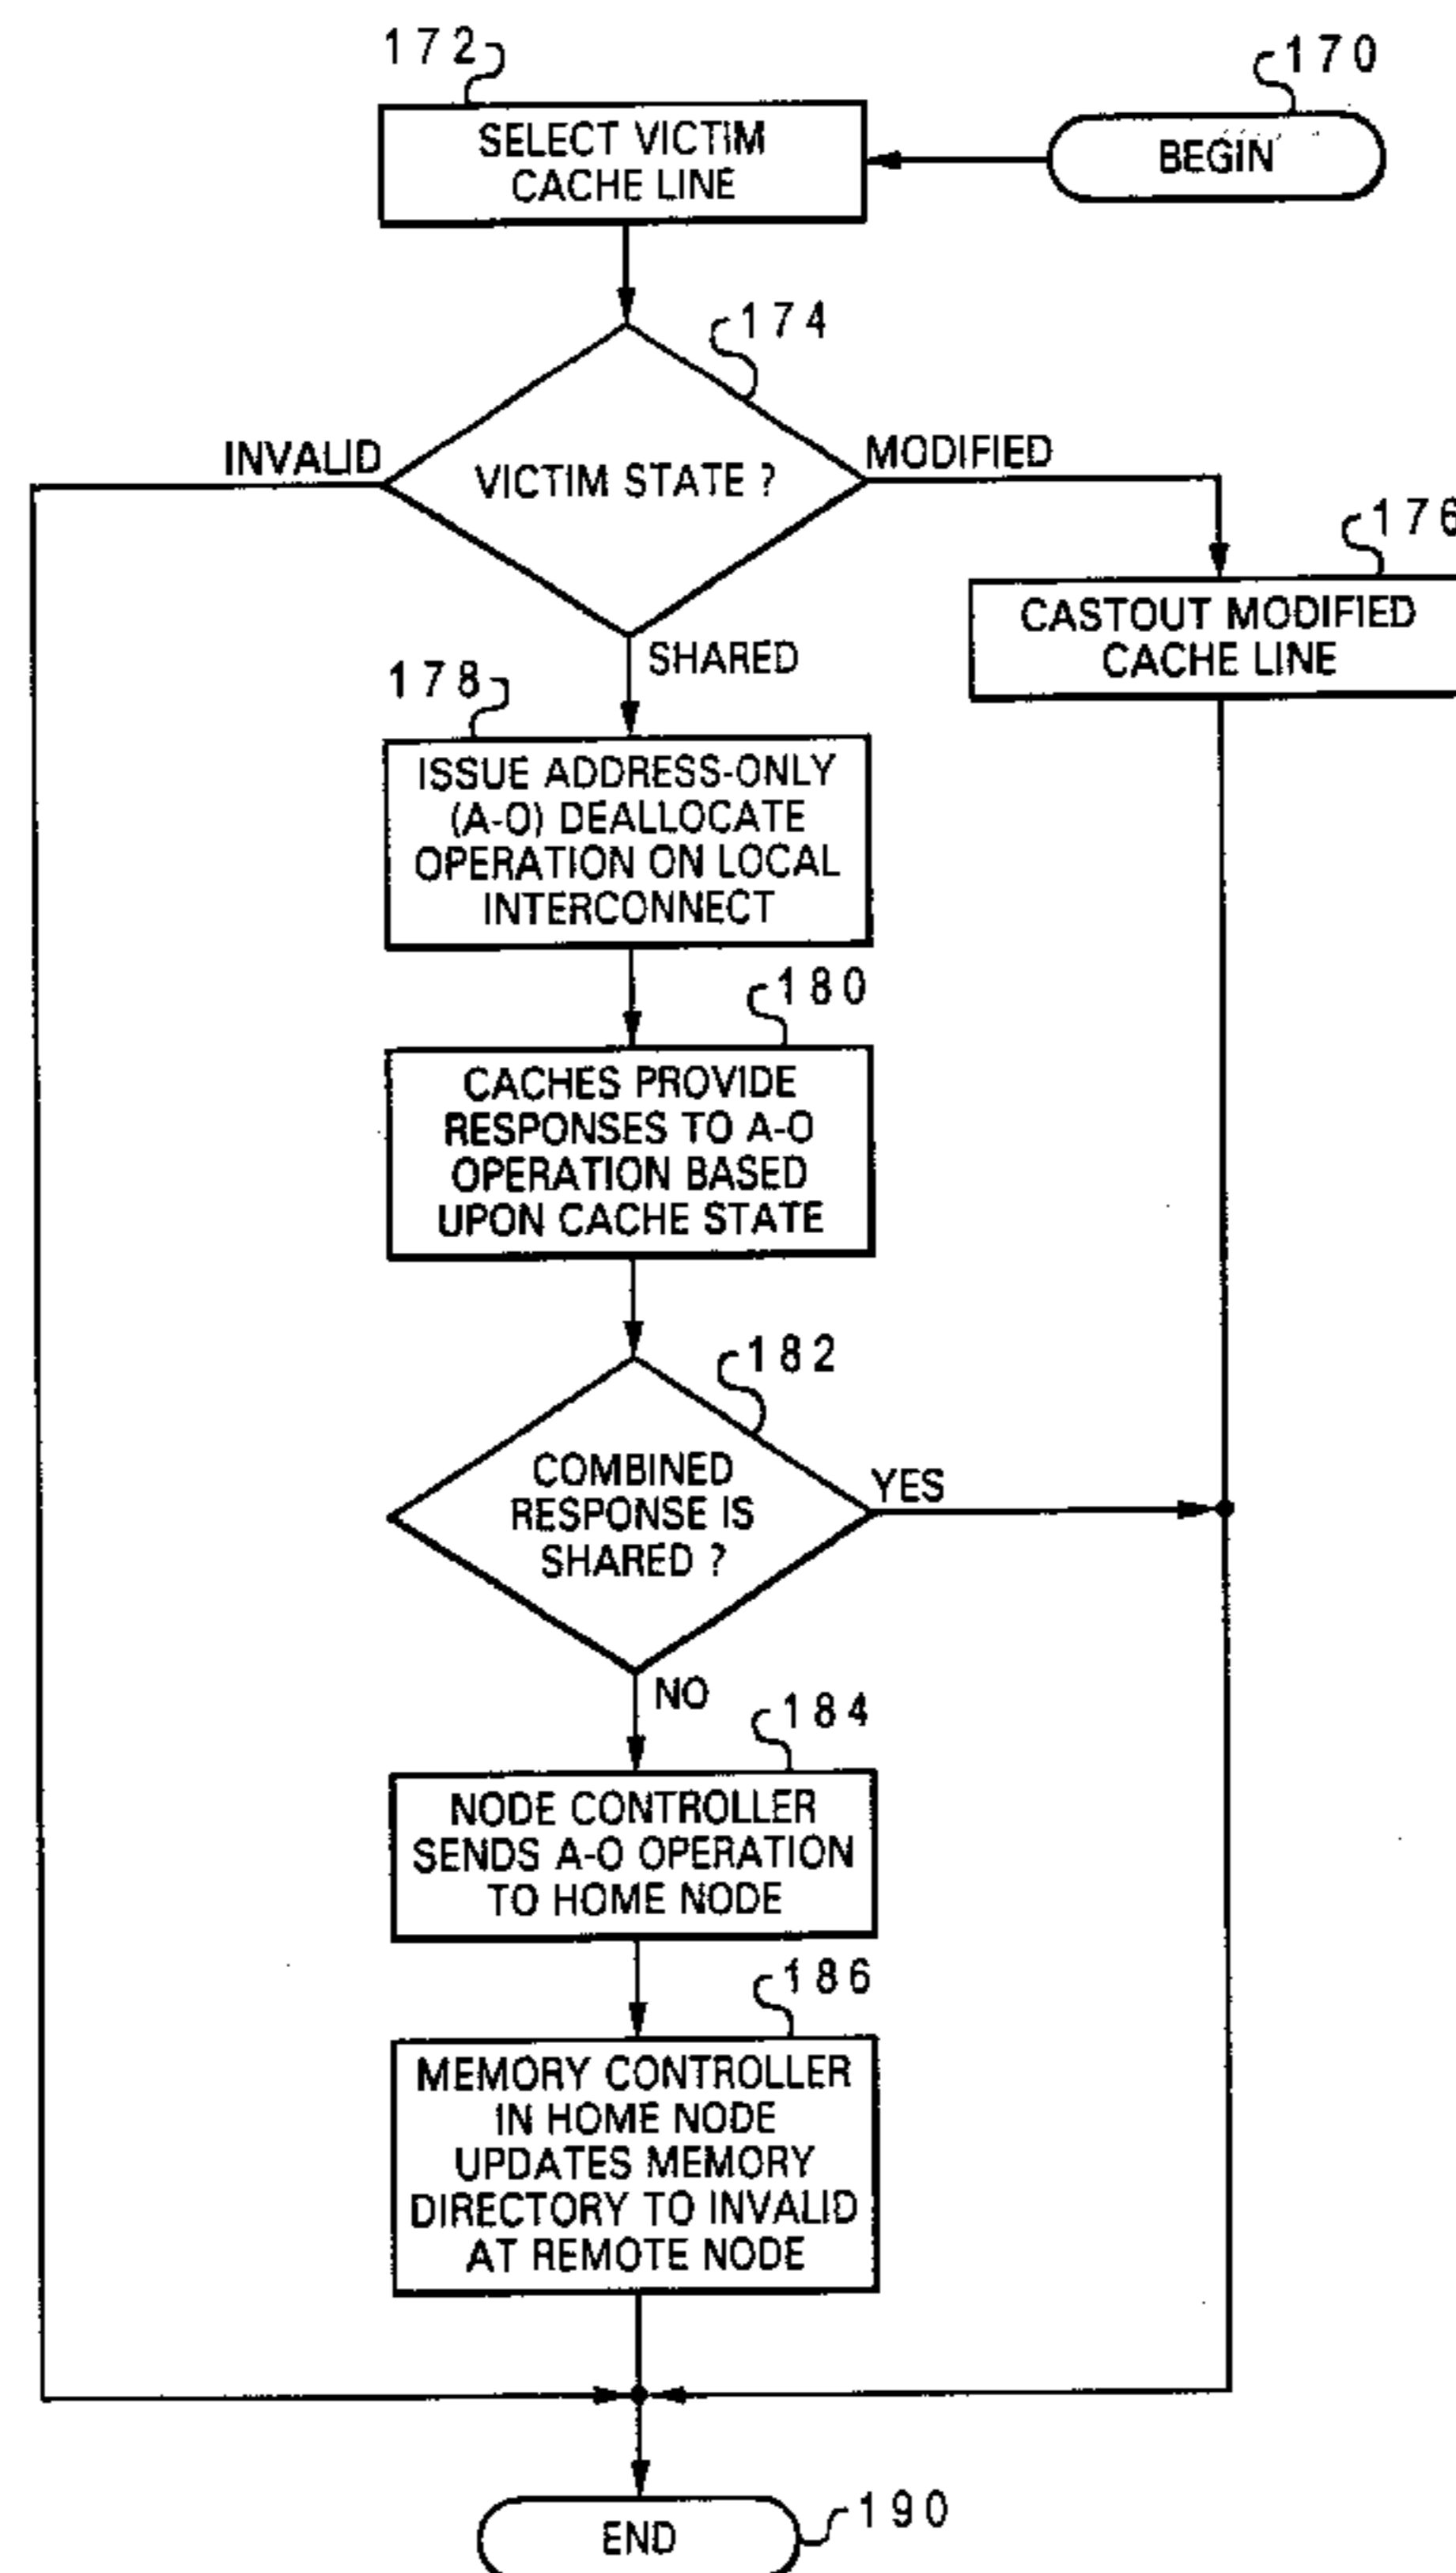 172
170
SELECT VICTIM
CACHE LINE
BEGIN
174
INVALID
VICTIM STATE ?
MODIFIED
176
CASTOUT MODIFIED
CACHE LINE
SHARED
178
ISSUE ADDRESS-ONLY
(A-O) DEALLOCATE
OPERATION ON LOCAL
INTERCONNECT
180
CACHES PROVIDE
RESPONSES TO A-O
OPERATION BASED
UPON CACHE STATE
182
COMBINED
RESPONSE IS
SHARED ?
YES
NO
184
NODE CONTROLLER
SENDS A-O OPERATION
TO HOME NODE
186
MEMORY CONTROLLER
IN HOME NODE
UPDATES MEMORY
DIRECTORY TO INVALID
AT REMOTE NODE
END
190